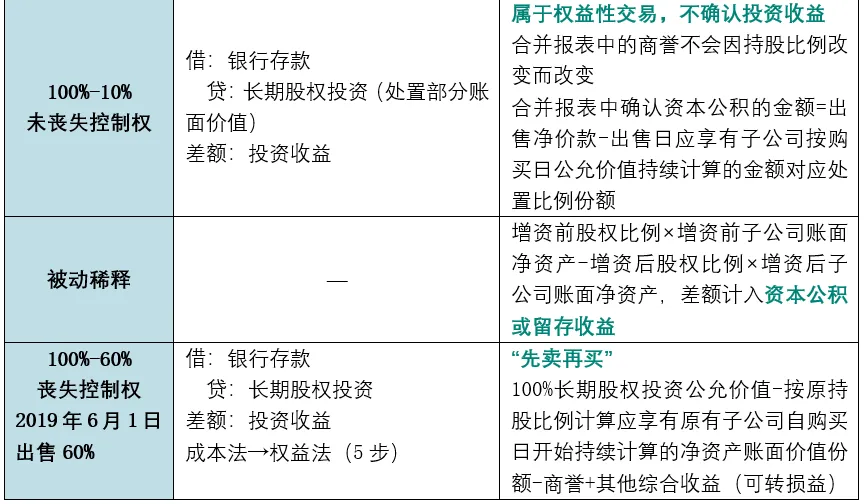 属于权益性交易，不确认投资收益
合并报表中的商誉不会因持股比例改
变而改变
合并报表中确认资本公积的金额=出
售净价款-出售日应享有子公司按购
买日公允价值持续计算的金额对应处
置比例份额
100%-10%
未丧失控制权
借：银行存款
贷：长期股权投资（处置部分账
面价值）
差额：投资收益
被动稀释
—
增资前股权比例×增资前子公司账面
净资产-增资后股权比例×增资后子
公司账面净资产，差额计入资本公积
或留存收益
100%-60%
丧失控制权
2019年6月1日
出售60%
借：银行存款
贷：长期股权投资
差额：投资收益
成本法→权益法（5步）
“先卖再买”
100%长期股权投资公允价值-按原持
股比例计算应享有原有子公司自购买
日开始持续计算的净资产账面价值份
额-商誉+其他综合收益（可转损益）